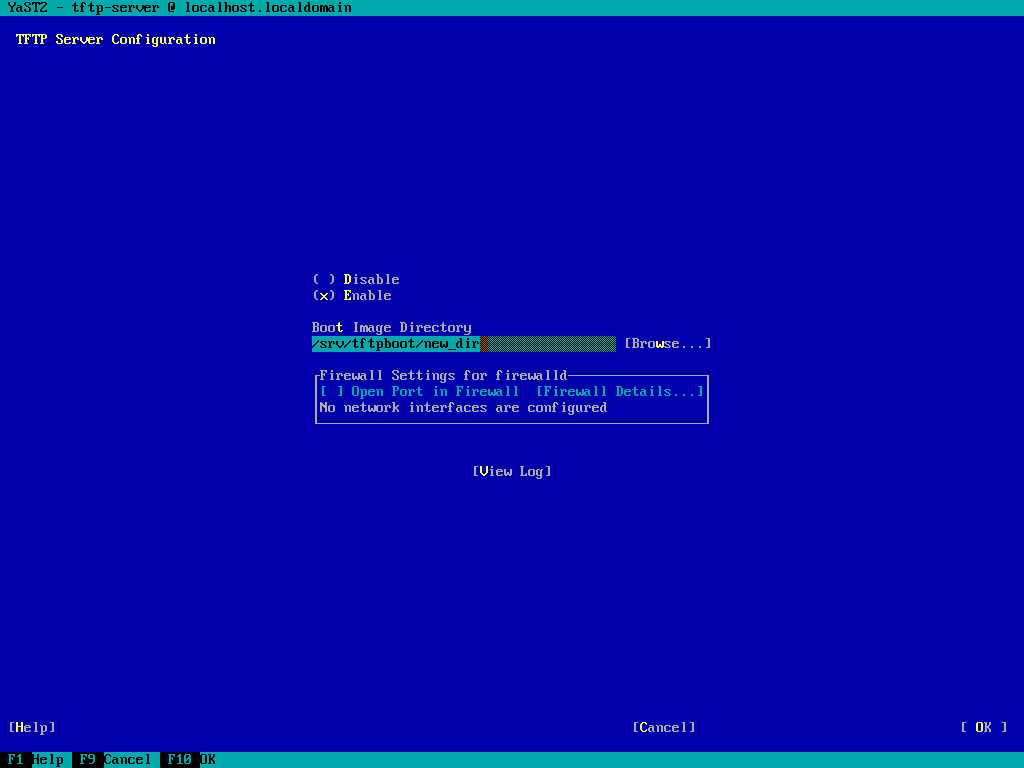 YaST2 - tftp-server @ localhost.localdomain
TFTP Server Configuration
( ) Disable
(x) Enable
Boot Image Directory
/srv/tftpboot/new_dir [Browse...]
Firewall Settings for firewalld
[ ] Open Port in Firewall [Firewall Details...]
No network interfaces are configured
[View Log]
[Help] [Cancel] [ OK ]
F1 Help F9 Cancel F10 OK